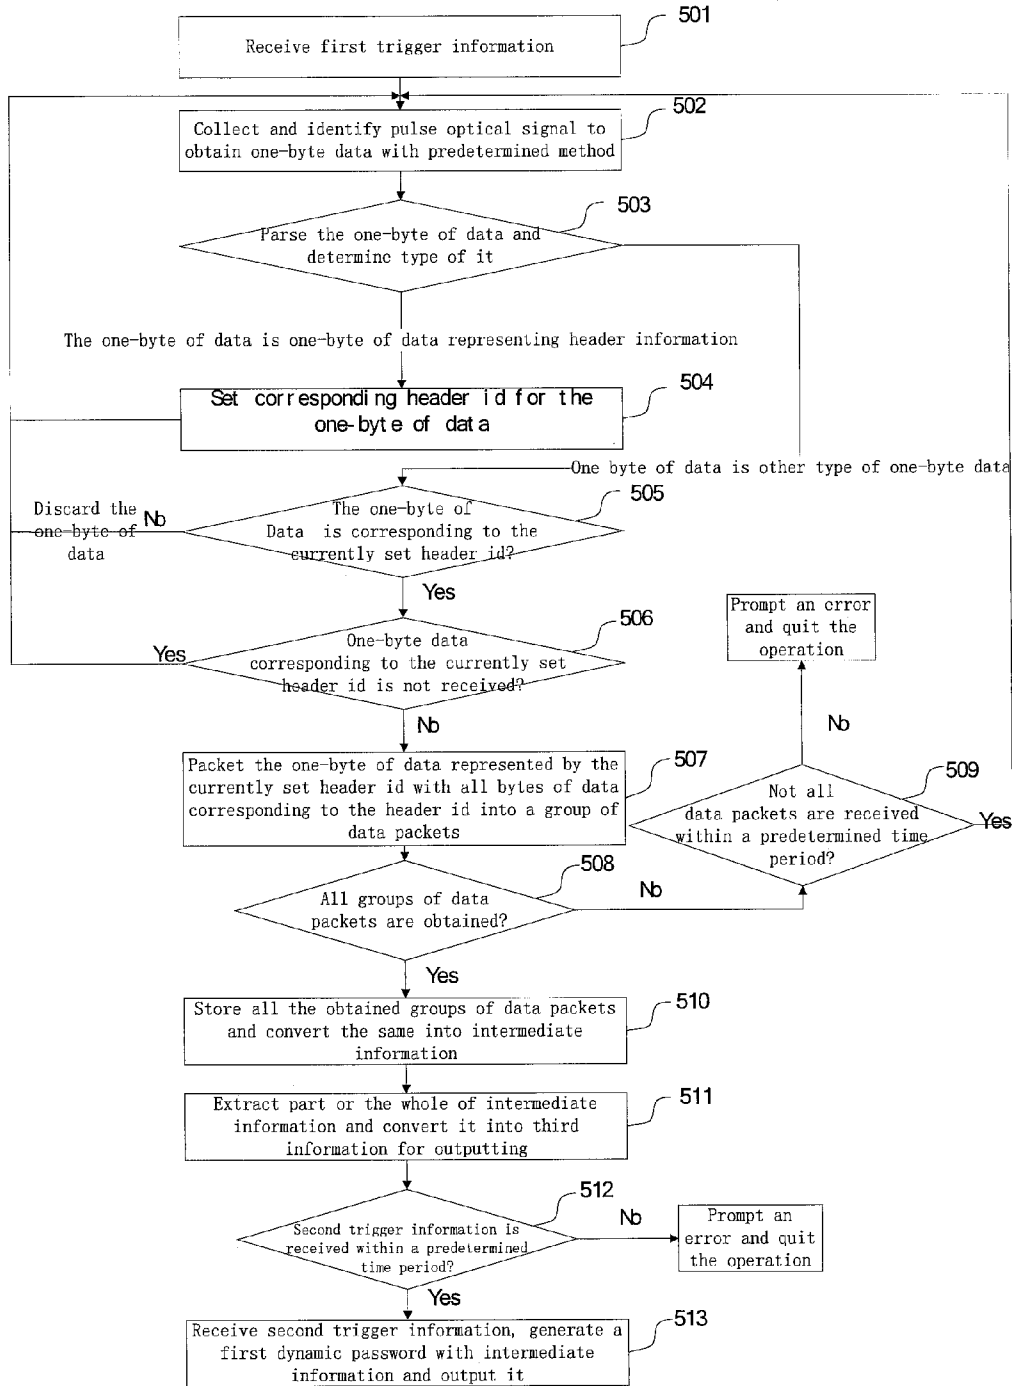 501
Receive first trigger information
502
Collect and identify pulse optical signal to
obtain one-byte data with predetermined method
503
Parse the one-byte of data and
determine type of it
The one-byte of data is one-byte of data representing header information
504
Set corresponding header id for the
one-byte of data
One byte of data is other type of one-byte data
505
Discard the
one-byte of
data
No
The one-byte of
Data is corresponding to the
currently set header id?
Yes
Prompt an error
and quit the
operation
506
Yes
One-byte data
corresponding to the currently set
header id is not received?
No
No
507
Packet the one-byte of data represented by the
currently set header id with all bytes of data
corresponding to the header id into a group of
data packets
509
Not all
data packets are received
within a predetermined time
period?
Yes
508
All groups of data
packets are obtained?
No
Yes
510
Store all the obtained groups of data packets
and convert the same into intermediate
information
511
Extract part or the whole of intermediate
information and convert it into third
information for outputting
512
Second trigger information is
received within a predetermined
time period?
No
Prompt an
error and quit
the operation
Yes
513
Receive second trigger information, generate a
first dynamic password with intermediate
information and output it